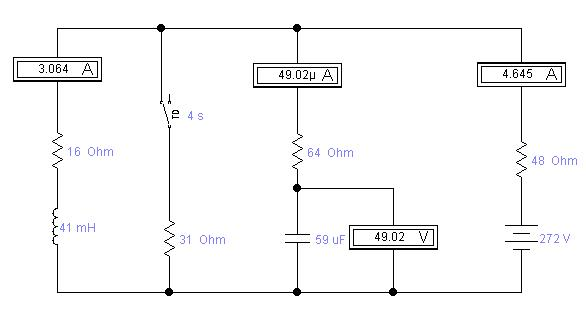 3.064 A
49.02µ A
4.645 A
TD
4 s
16 Ohm
64 Ohm
48 Ohm
41 mH
31 Ohm
59 uF
49.02 V
272 V